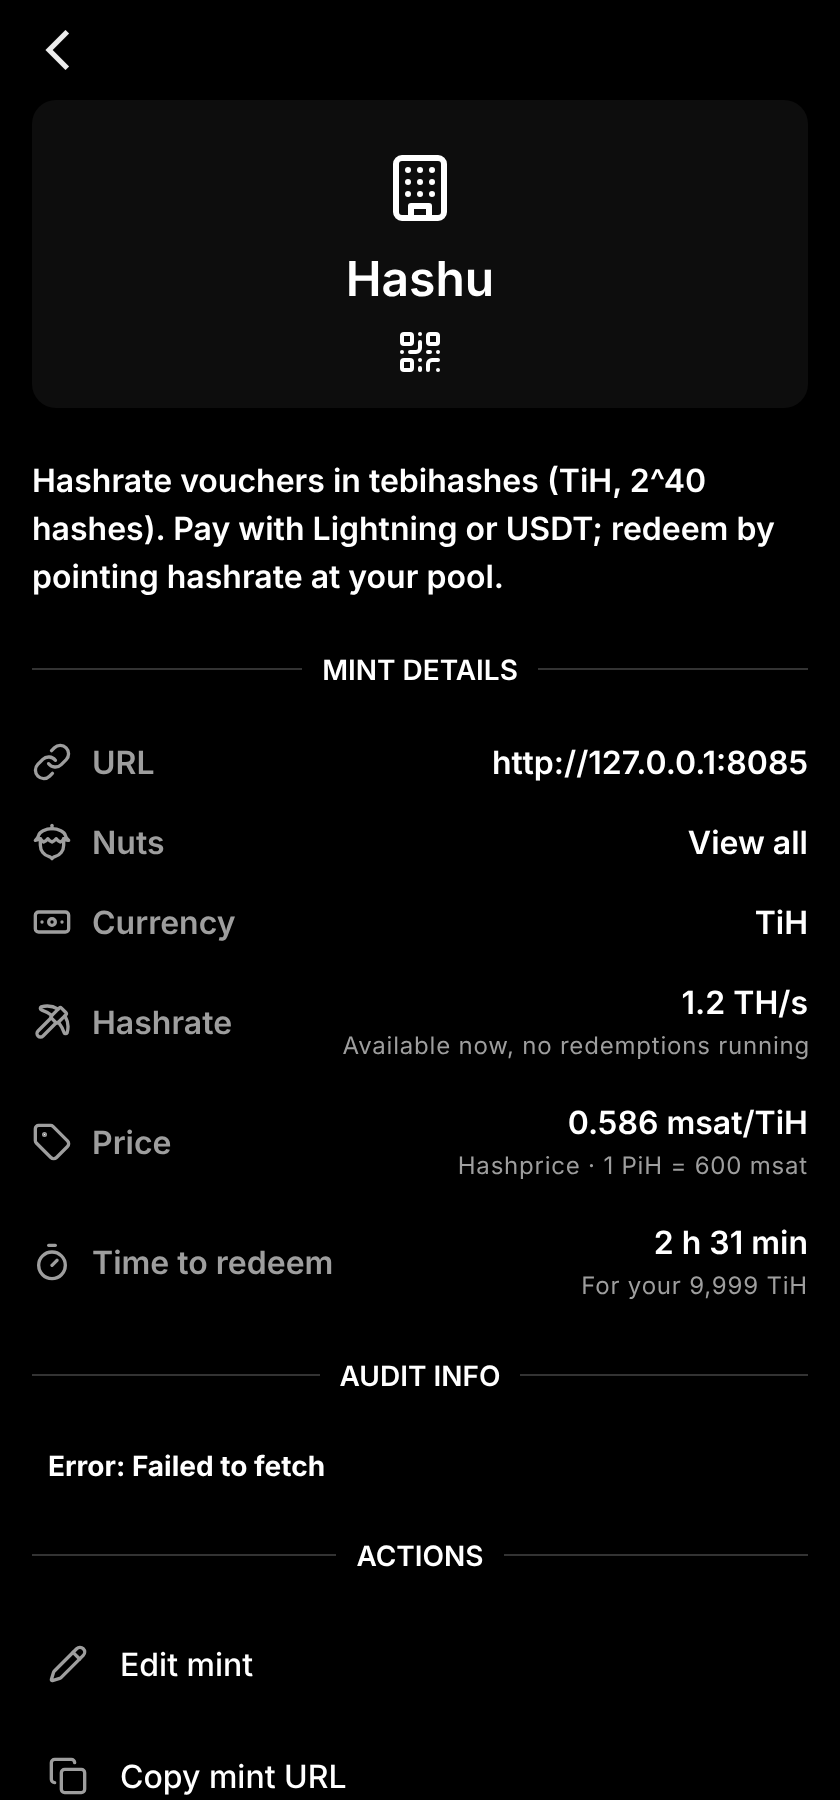 Hashu
Hashrate vouchers in tebihashes (TiH, 2^40
hashes). Pay with Lightning or USDT; redeem by
pointing hashrate at your pool.
MINT DETAILS
URL http://127.0.0.1:8085
Nuts View all
Currency TiH
Hashrate 1.2 TH/s
Available now, no redemptions running
Price 0.586 msat/TiH
Hashprice · 1 PiH = 600 msat
Time to redeem 2 h 31 min
For your 9,999 TiH
AUDIT INFO
Error: Failed to fetch
ACTIONS
Edit mint
Copy mint URL